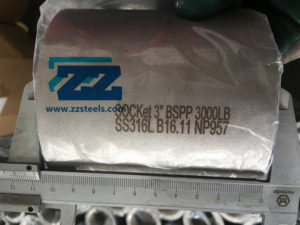 ZZ
www.zzsteels.com
SOCKet 3" BSPP 3000LB
SS316L B16.11 NP957